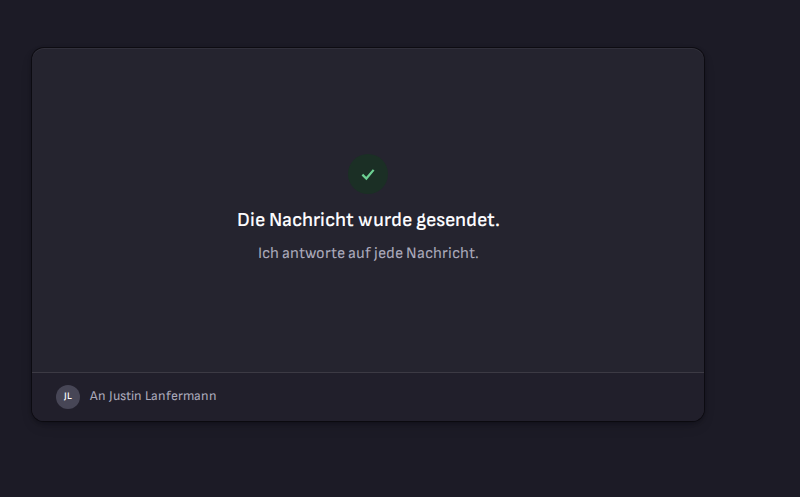 Die Nachricht wurde gesendet.
Ich antworte auf jede Nachricht.
JL An Justin Lanfermann